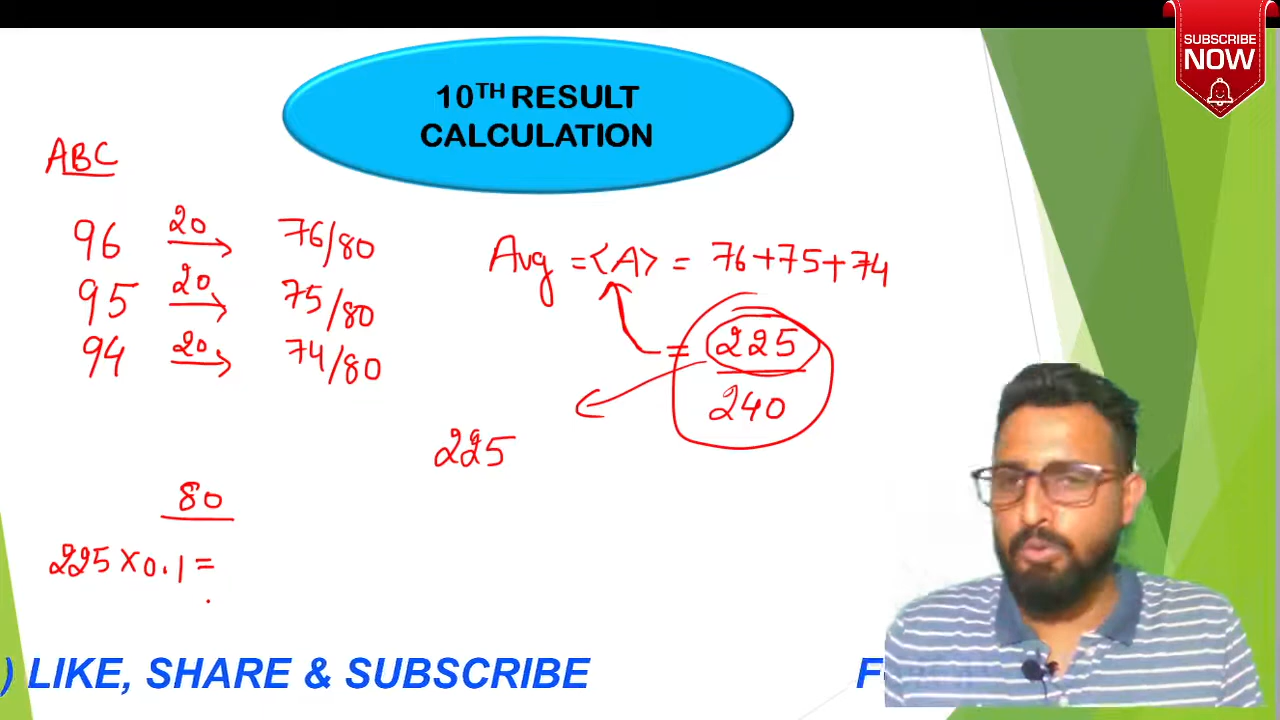 SUBSCRIBE
NOW
10TH RESULT
CALCULATION
ABC
96 20 → 76/80
95 20 → 75/80
94 20 → 74/80
Avg = <A> = 76+75+74
= 225
240
225
80
225 × 0.1 =
) LIKE, SHARE & SUBSCRIBE